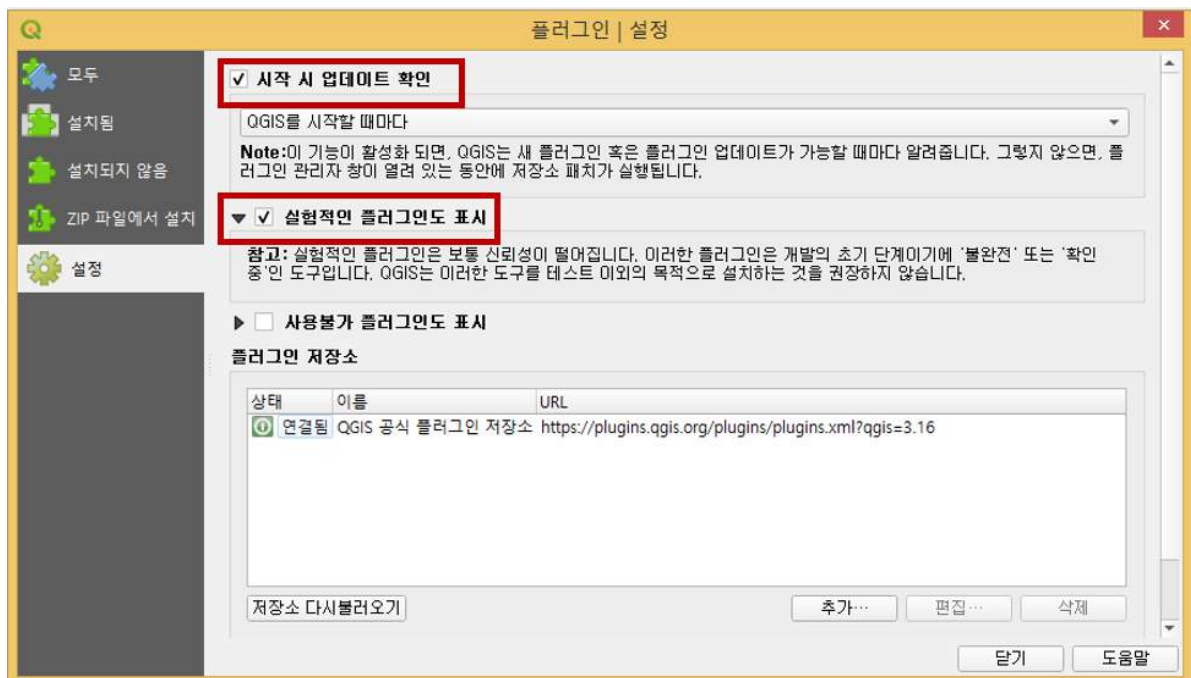 플러그인 | 설정
모두
설치됨
설치되지 않음
ZIP 파일에서 설치
설정
시작 시 업데이트 확인
QGIS를 시작할 때마다
Note:이 기능이 활성화 되면, QGIS는 새 플러그인 혹은 플러그인 업데이트가 가능할 때마다 알려줍니다. 그렇지 않으면, 플
러그인 관리자 창이 열려 있는 동안에 저장소 패치가 실행됩니다.
실험적인 플러그인도 표시
참고: 실험적인 플러그인은 보통 신뢰성이 떨어집니다. 이러한 플러그인은 개발의 초기 단계이기에 '불완전' 또는 '확인
중'인 도구입니다. QGIS는 이러한 도구를 테스트 이외의 목적으로 설치하는 것을 권장하지 않습니다.
사용불가 플러그인도 표시
플러그인 저장소
상태 이름 URL
연결됨 QGIS 공식 플러그인 저장소 https://plugins.qgis.org/plugins/plugins.xml?qgis=3.16
저장소 다시불러오기 추가… 편집… 삭제
닫기 도움말